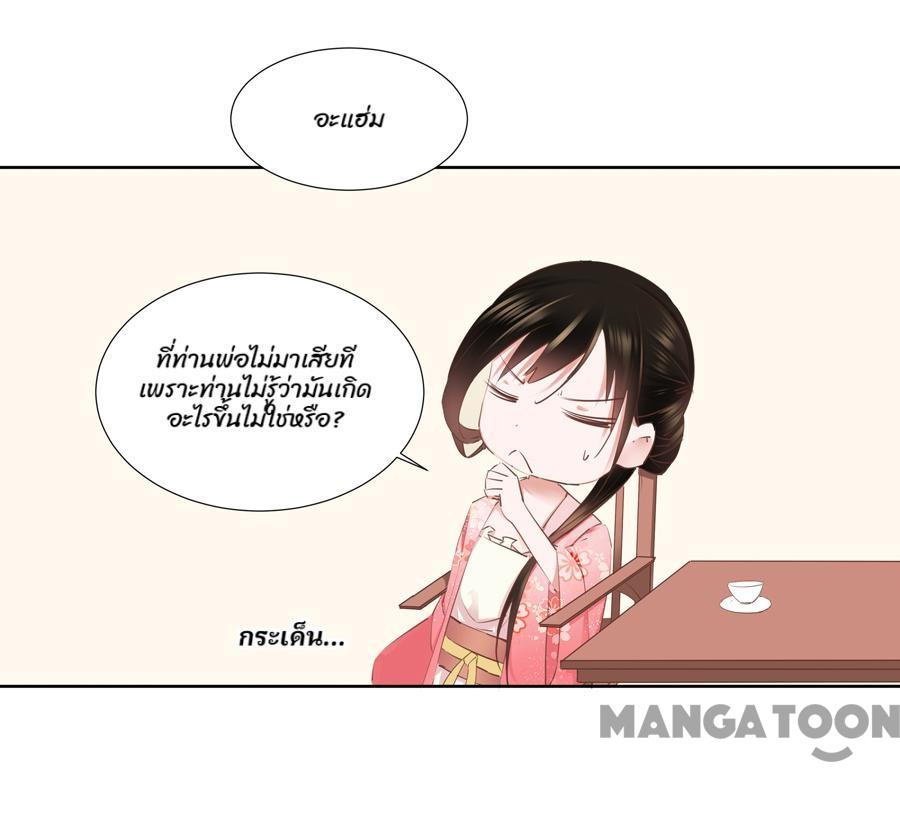 อะแฮ่ม
ที่ท่านพ่อไม่มาเสียที
เพราะท่านไม่รู้ว่ามันเกิด
อะไรขึ้นไม่ใช่หรือ?
กระเด็น...
MANGATOON